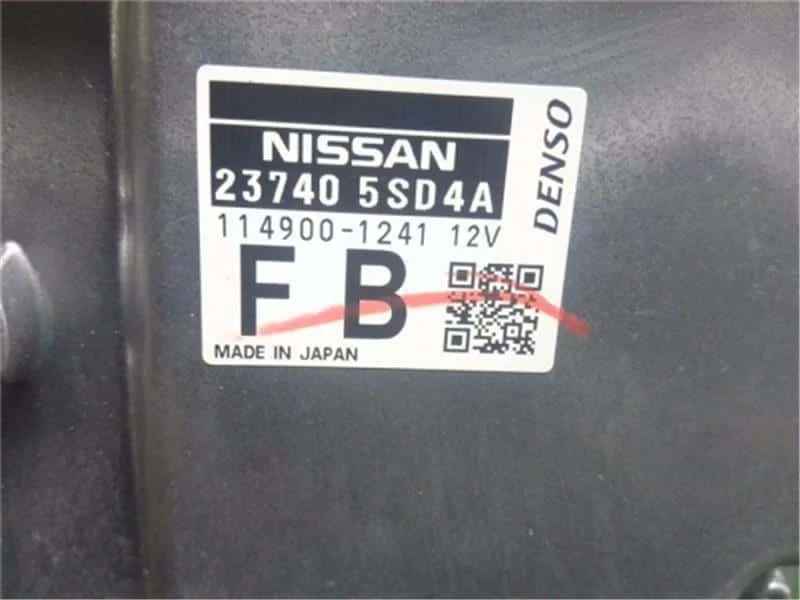 NISSAN
23740 5SD4A
114900-1241 12V
F B
MADE IN JAPAN
DENSO